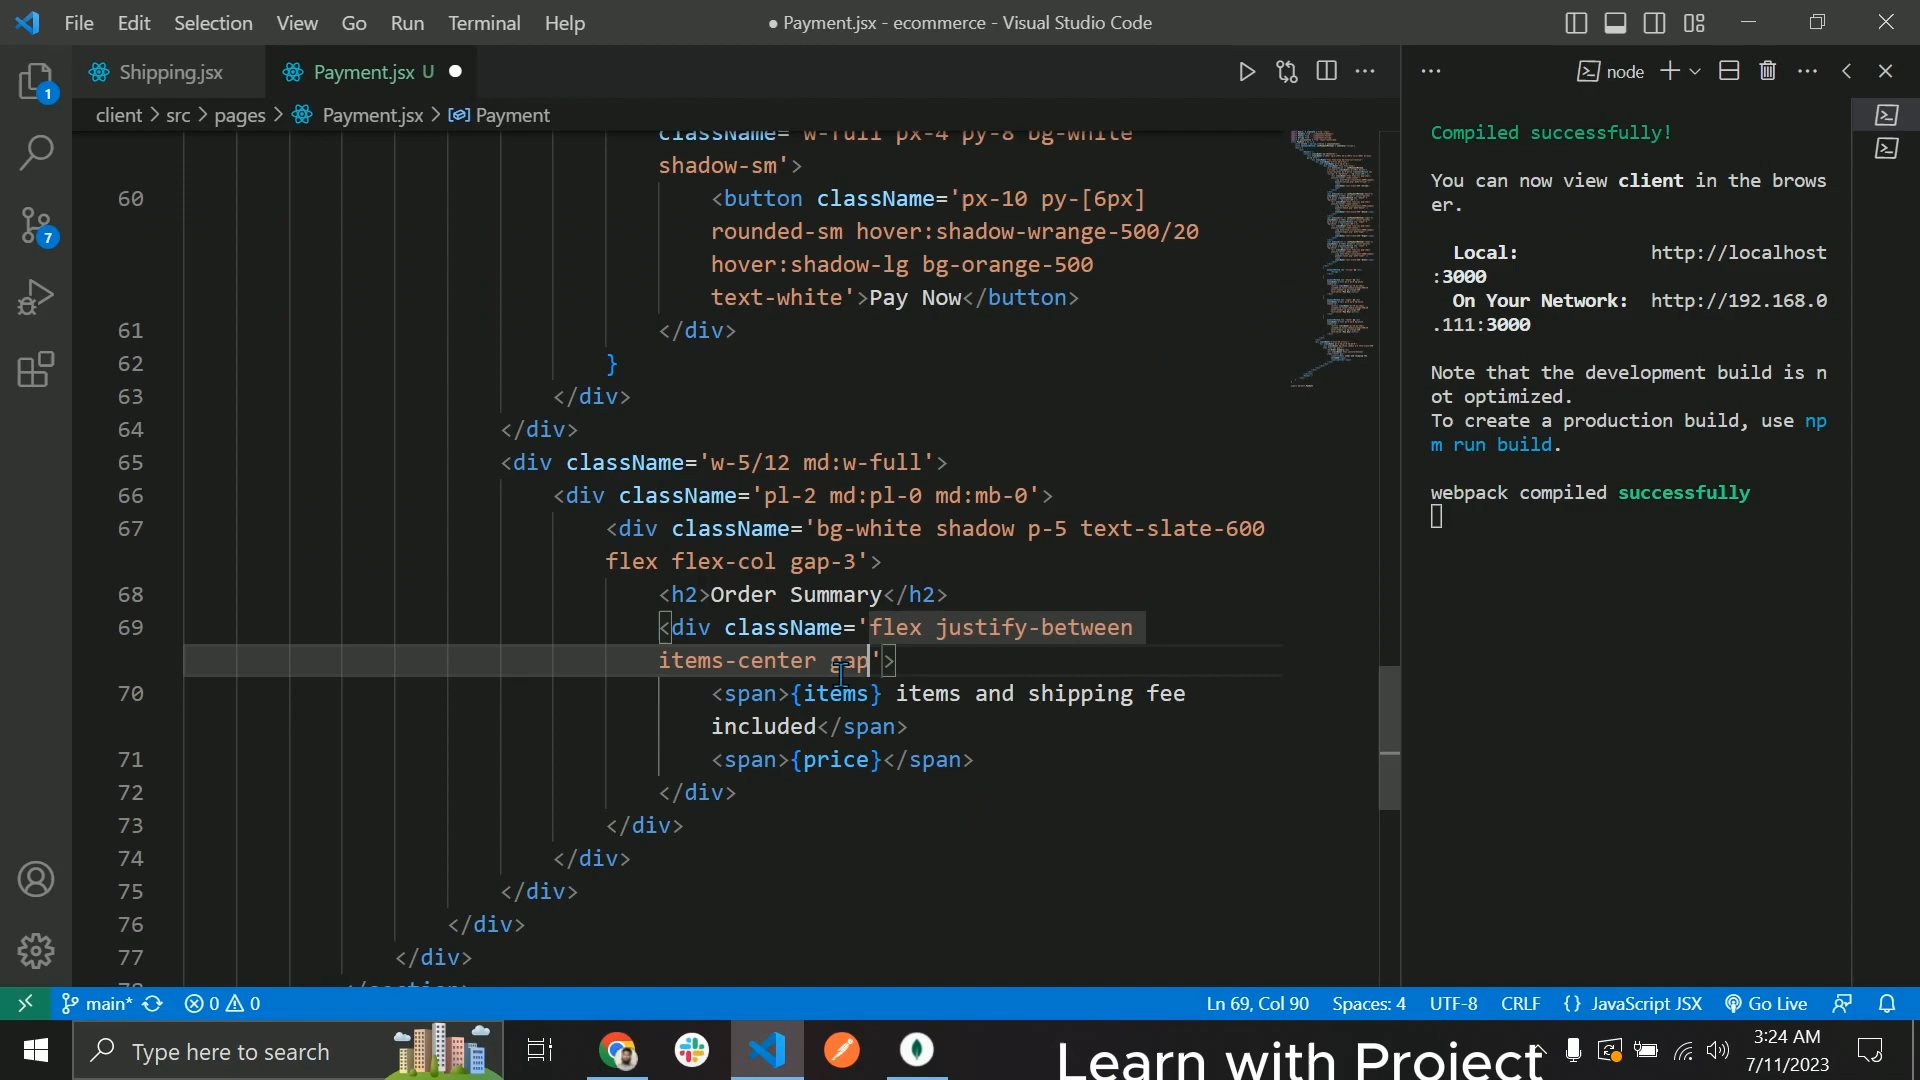 File Edit Selection View Go Run Terminal Help
● Payment.jsx - ecommerce - Visual Studio Code
Shipping.jsx
Payment.jsx U
node
client > src > pages > Payment.jsx > Payment
className='w-full px-4 py-8 bg-white
shadow-sm'>
60 <button className='px-10 py-[6px]
rounded-sm hover:shadow-wrange-500/20
hover:shadow-lg bg-orange-500
text-white'>Pay Now</button>
61 </div>
62 }
63 </div>
64 </div>
65 <div className='w-5/12 md:w-full'>
66 <div className='pl-2 md:pl-0 md:mb-0'>
67 <div className='bg-white shadow p-5 text-slate-600
flex flex-col gap-3'>
68 <h2>Order Summary</h2>
69 <div className='flex justify-between
items-center gap'>
70 <span>{items} items and shipping fee
included</span>
71 <span>{price}</span>
72 </div>
73 </div>
74 </div>
75 </div>
76 </div>
77 </div>
Compiled successfully!
You can now view client in the brows
er.
Local: http://localhost
:3000
On Your Network: http://192.168.0
.111:3000
Note that the development build is n
ot optimized.
To create a production build, use np
m run build.
webpack compiled successfully
1
7
main* 0 0
Ln 69, Col 90 Spaces: 4 UTF-8 CRLF {} JavaScript JSX Go Live
Type here to search
Learn with Project
3:24 AM
7/11/2023